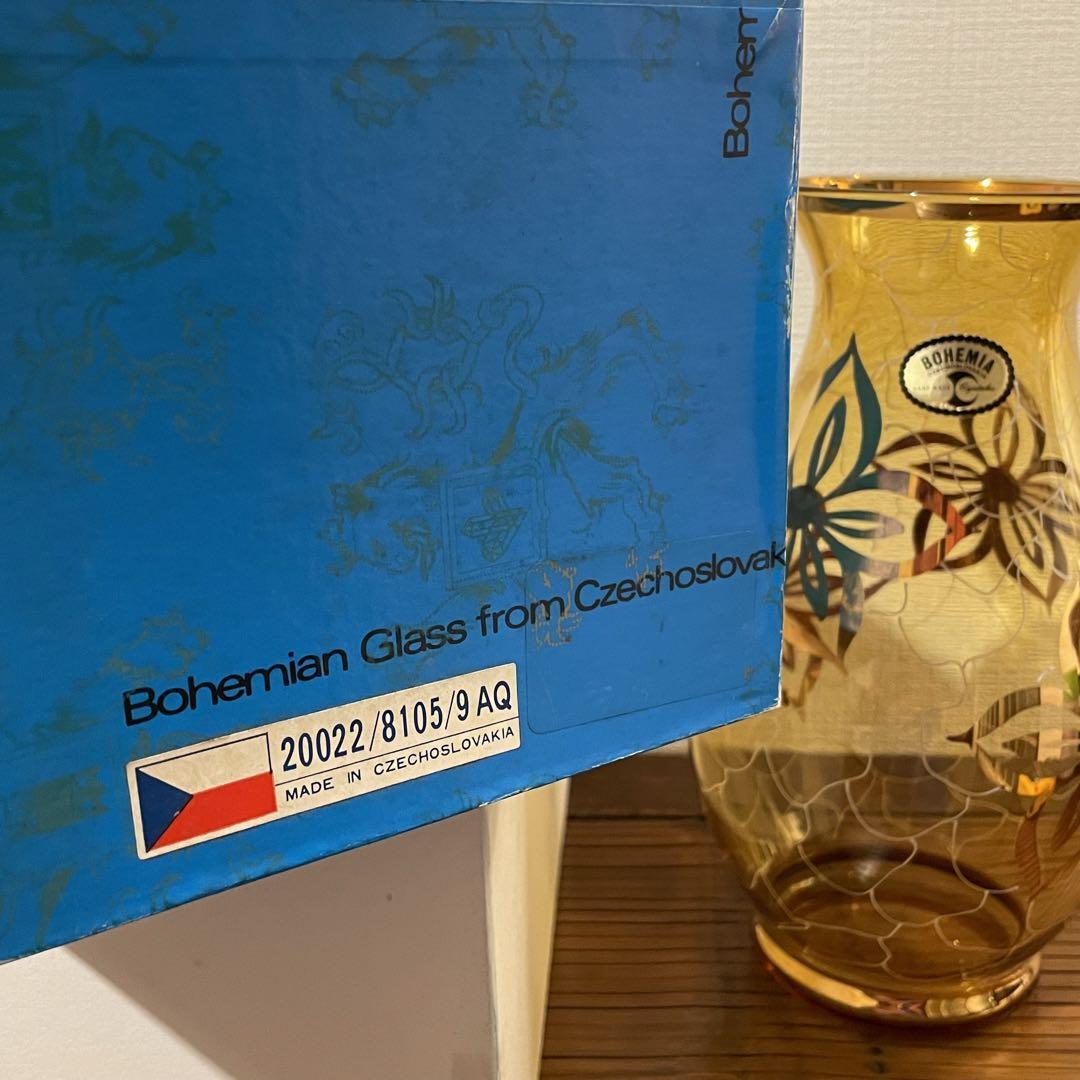 Bohem
Bohemian Glass from Czechoslovak
20022/8105/9 AQ
MADE IN CZECHOSLOVAKIA
BOHEMIA